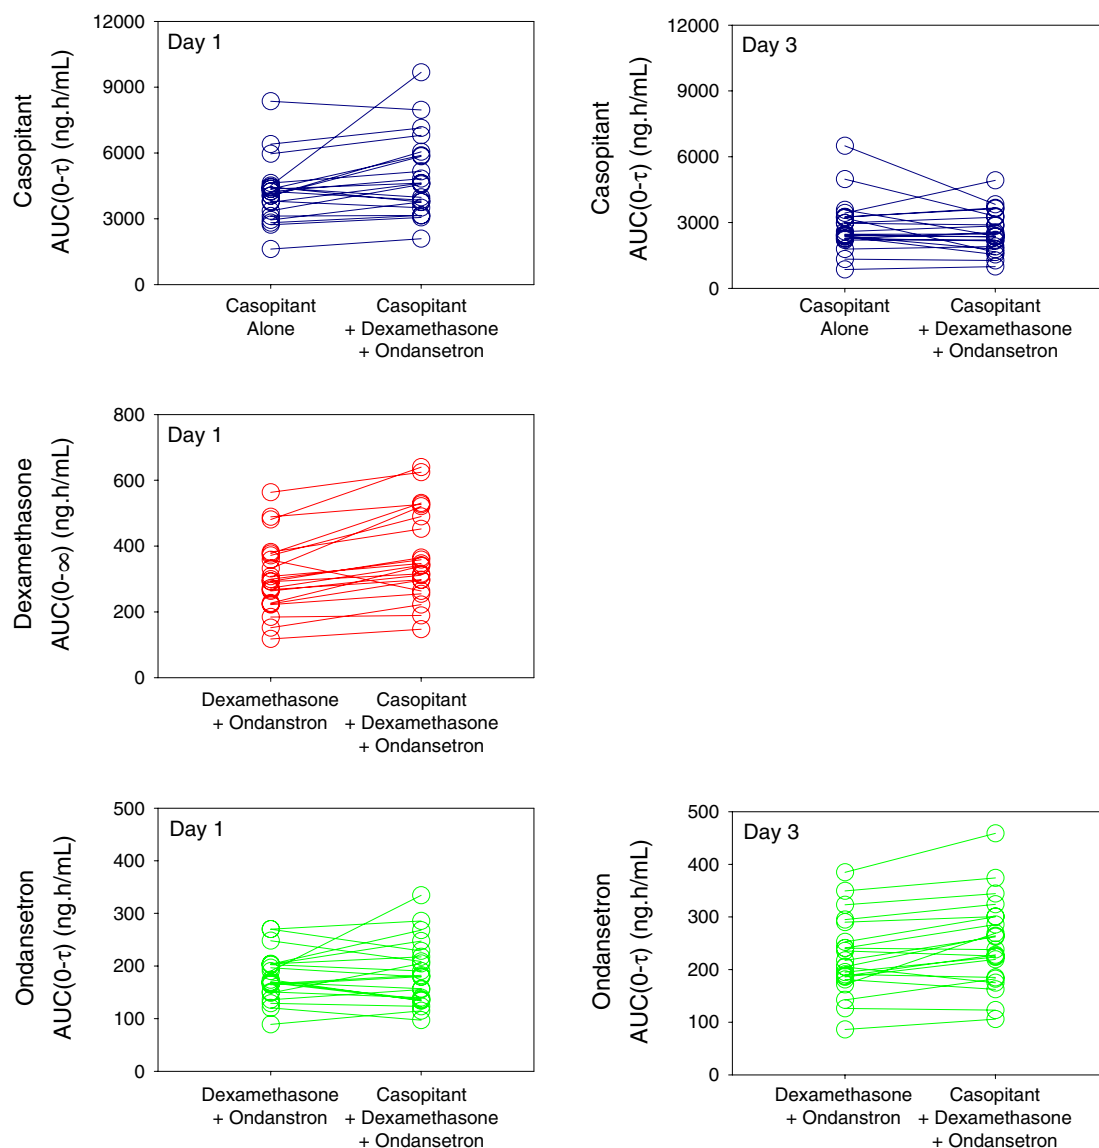 Casopitant
AUC(0-τ) (ng.h/mL)
12000
9000
6000
3000
0
Day 1
Casopitant
Alone
Casopitant
+ Dexamethasone
+ Ondansetron
Casopitant
AUC(0-τ) (ng.h/mL)
12000
9000
6000
3000
0
Day 3
Casopitant
Alone
Casopitant
+ Dexamethasone
+ Ondansetron
Dexamethasone
AUC(0-∞) (ng.h/mL)
800
600
400
200
0
Day 1
Dexamethasone
+ Ondanstron
Casopitant
+ Dexamethasone
+ Ondansetron
Ondansetron
AUC(0-τ) (ng.h/mL)
500
400
300
200
100
0
Day 1
Dexamethasone
+ Ondanstron
Casopitant
+ Dexamethasone
+ Ondansetron
Ondansetron
AUC(0-τ) (ng.h/mL)
500
400
300
200
100
0
Day 3
Dexamethasone
+ Ondanstron
Casopitant
+ Dexamethasone
+ Ondansetron